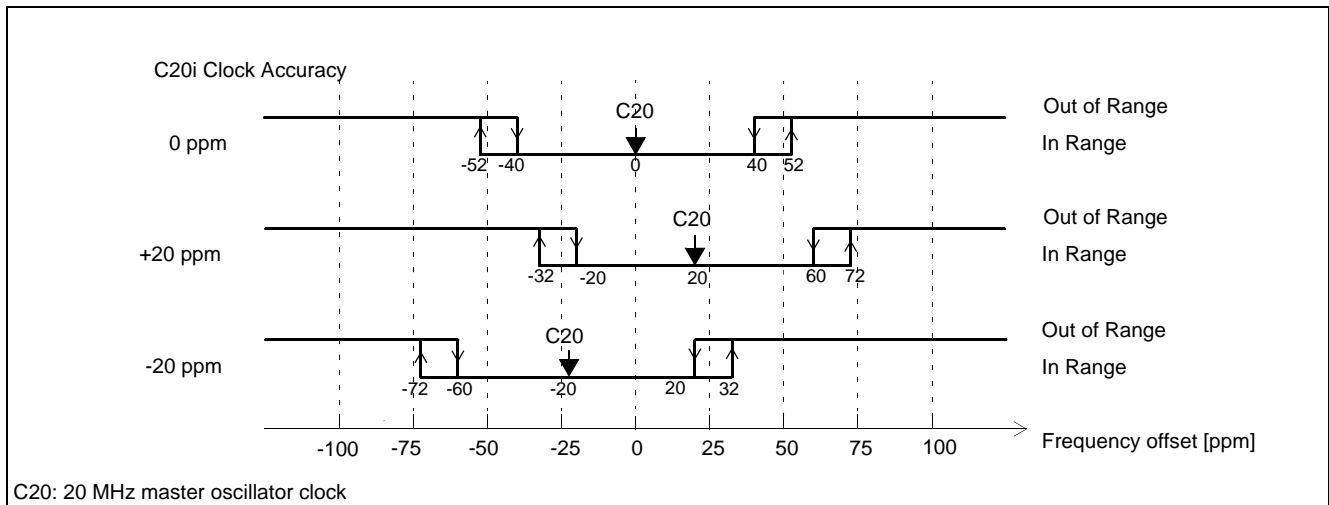 C20i Clock Accuracy
C20
Out of Range
0 ppm
In Range
-52 -40 0 40 52
C20
Out of Range
+20 ppm
In Range
-32 -20 20 60 72
C20
Out of Range
-20 ppm
In Range
-72 -60 -20 20 32
-100 -75 -50 -25 0 25 50 75 100 Frequency offset [ppm]
C20: 20 MHz master oscillator clock